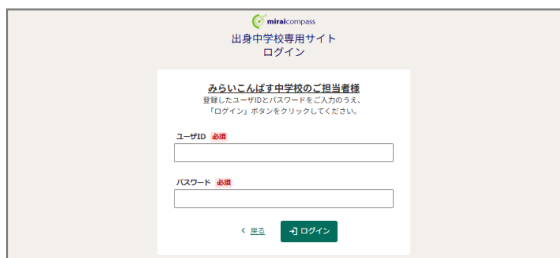 miraicompass
出身中学校専用サイト
ログイン
みらいこんぱす中学校のご担当者様
登録したユーザIDとパスワードをご入力のうえ、
「ログイン」ボタンをクリックしてください。
ユーザID 必須
パスワード 必須
戻る ログイン